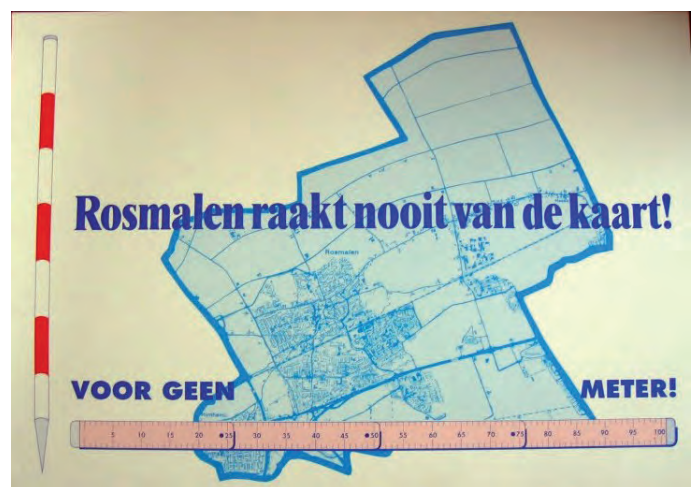 Rosmalen raakt nooit van de kaart!
Rosmalen
VOOR GEEN METER!
5 10 15 20 25 30 35 40 45 50 55 60 65 70 75 80 85 90 95 100